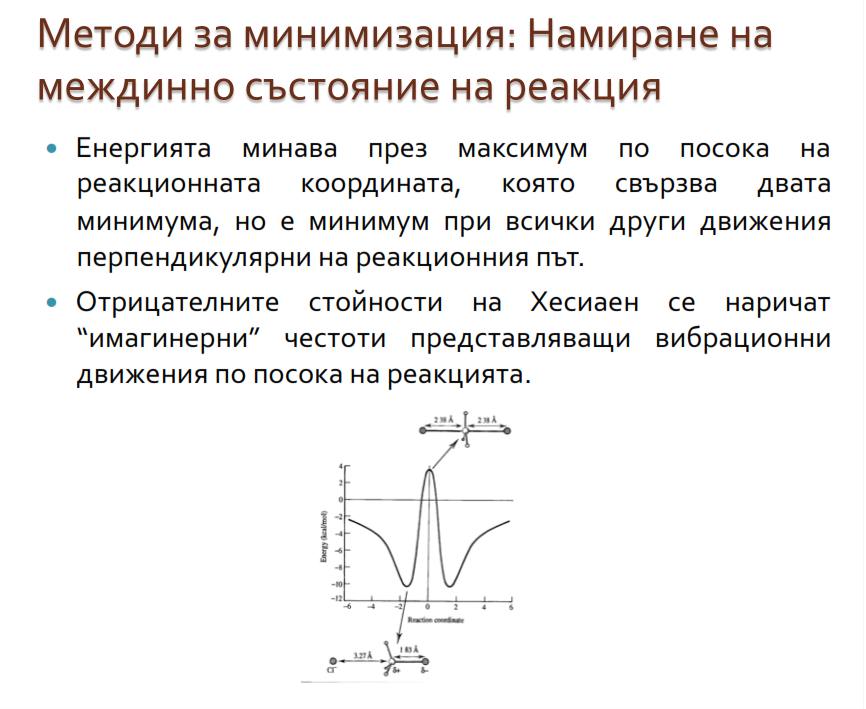 Методи за минимизация: Намиране на
междинно състояние на реакция
• Енергията минава през максимум по посока на
реакционната координата, която свързва двата
минимума, но е минимум при всички други движения
перпендикулярни на реакционния път.
• Отрицателните стойности на Хесиаен се наричат
“имагинерни” честоти представляващи вибрационни
движения по посока на реакцията.
2 38 Å 2 38 Å
4
2
0
-2
-4
-6
-8
-10
-12
Energy (kcal/mol)
-6 -4 -2 0 2 4 6
Reaction coordinate
3.27 Å 1 83 Å
Cl⁻ δ+ δ-